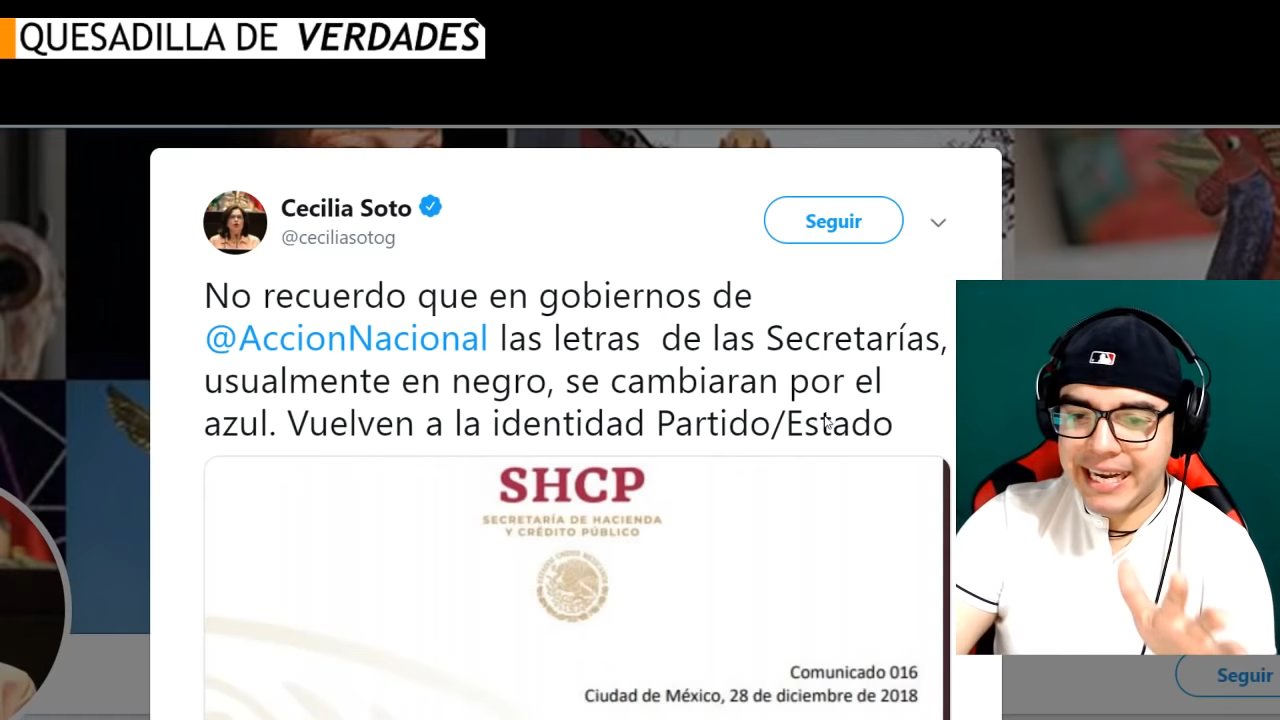 QUESADILLA DE VERDADES
Cecilia Soto
@ceciliasotog
Seguir
No recuerdo que en gobiernos de
@AccionNacional las letras de las Secretarías,
usualmente en negro, se cambiaran por el
azul. Vuelven a la identidad Partido/Estado
SHCP
SECRETARÍA DE HACIENDA
Y CRÉDITO PÚBLICO
Comunicado 016
Ciudad de México, 28 de diciembre de 2018
Seguir